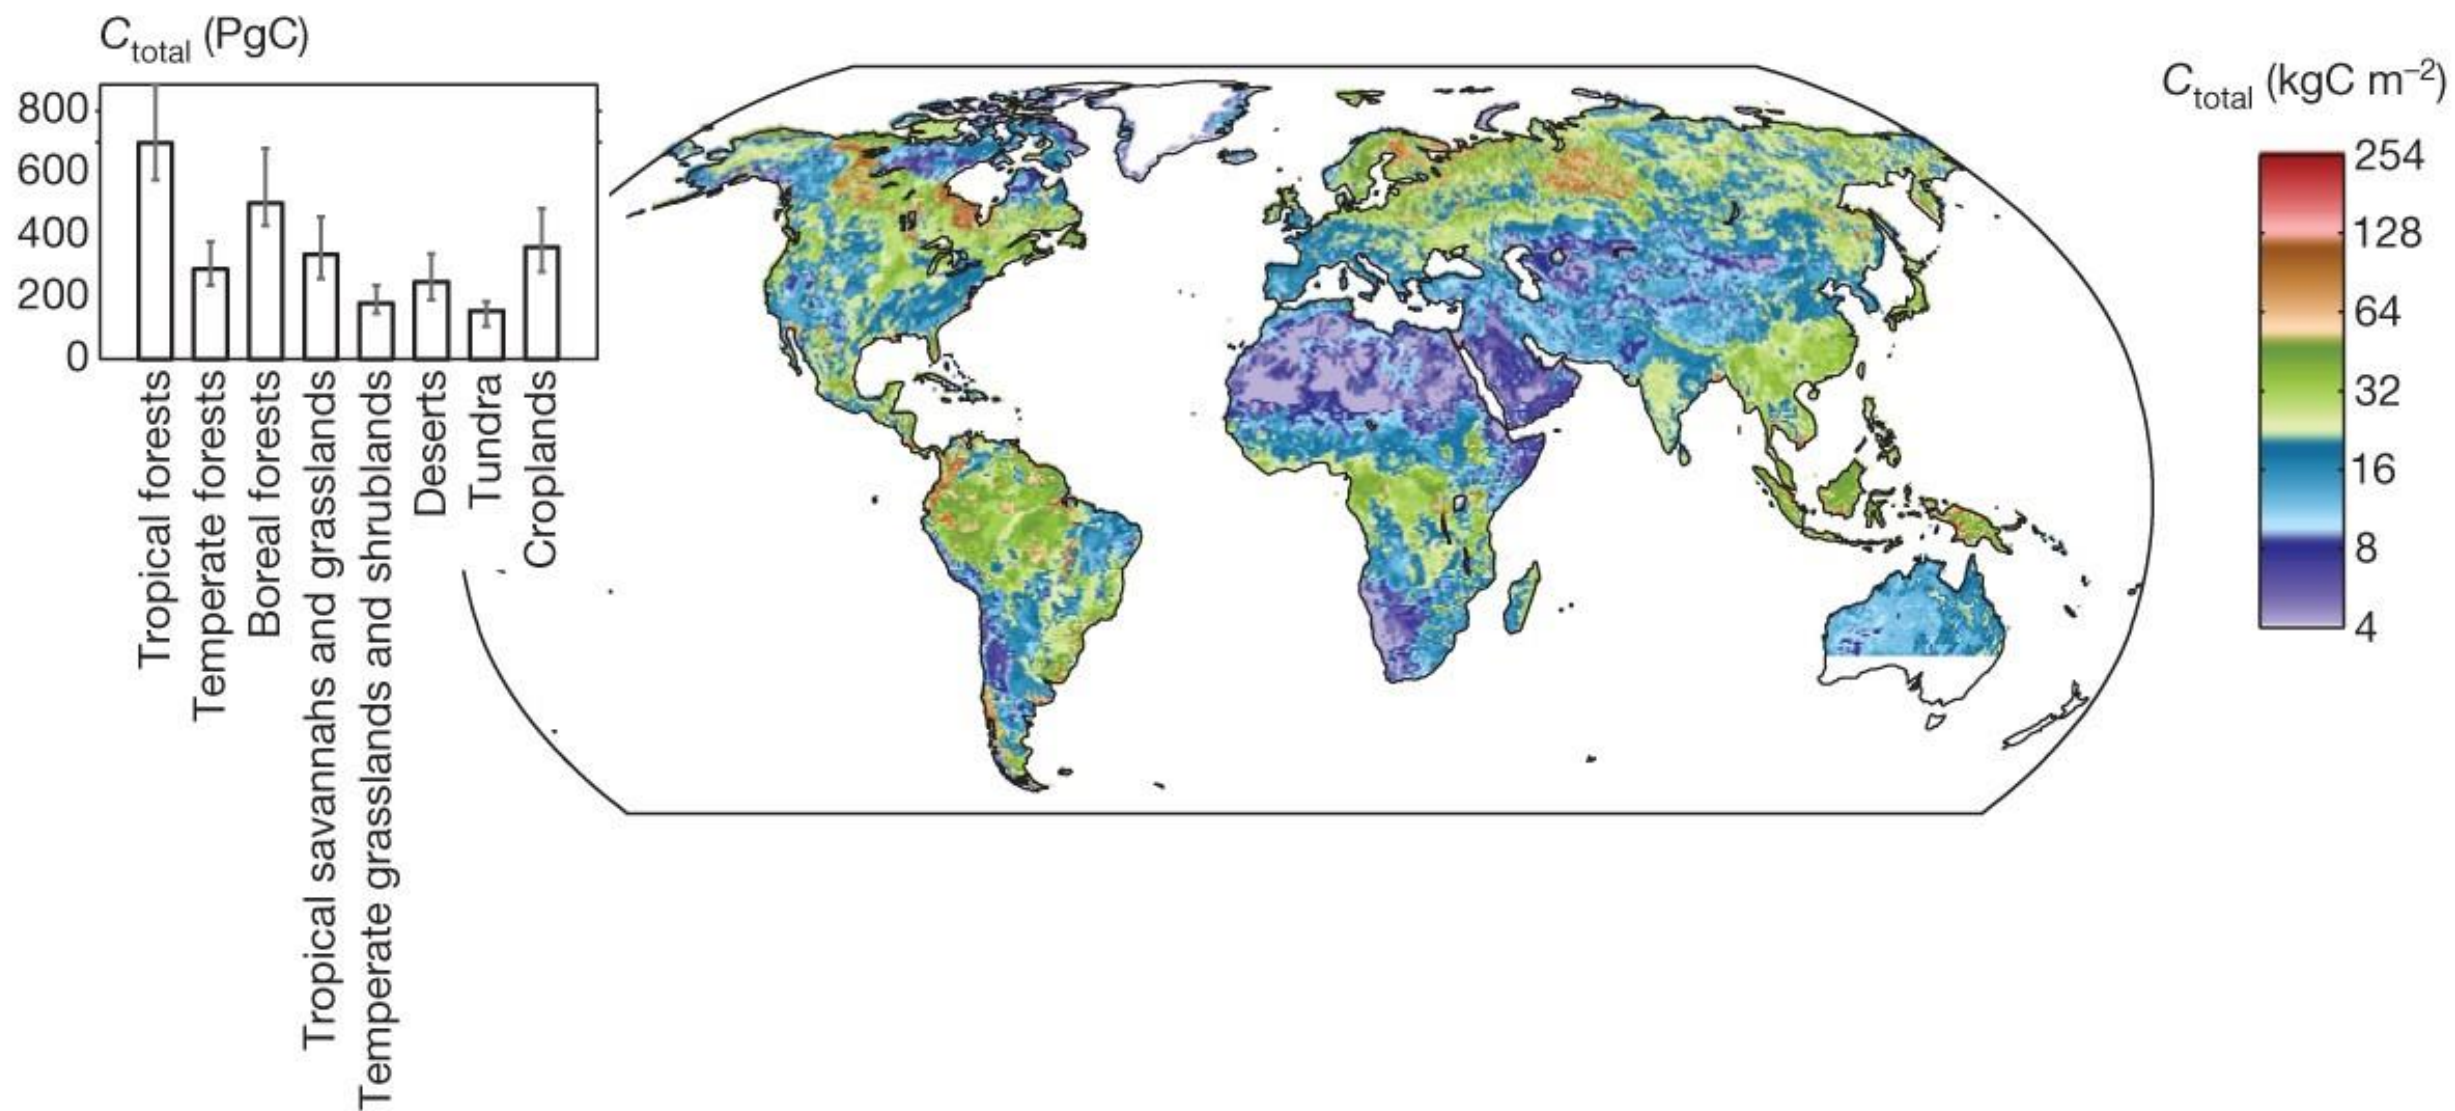 C_total (PgC)
800
600
400
200
0
Tropical forests
Temperate forests
Boreal forests
Tropical savannahs and grasslands
Temperate grasslands and shrublands
Deserts
Tundra
Croplands
C_total (kgC m⁻²)
254
128
64
32
16
8
4